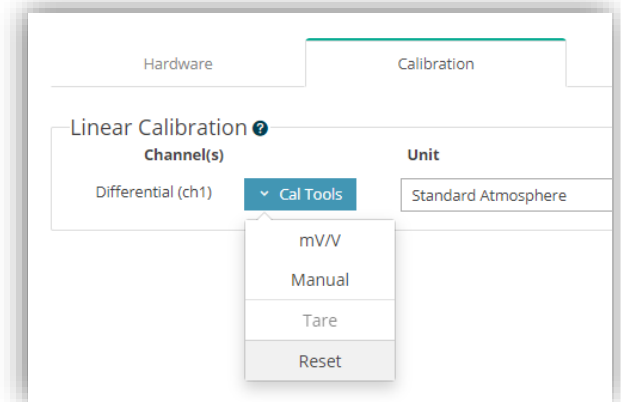 Hardware
Calibration
Linear Calibration ?
Channel(s)
Unit
Differential (ch1)
Cal Tools
Standard Atmosphere
mV/V
Manual
Tare
Reset